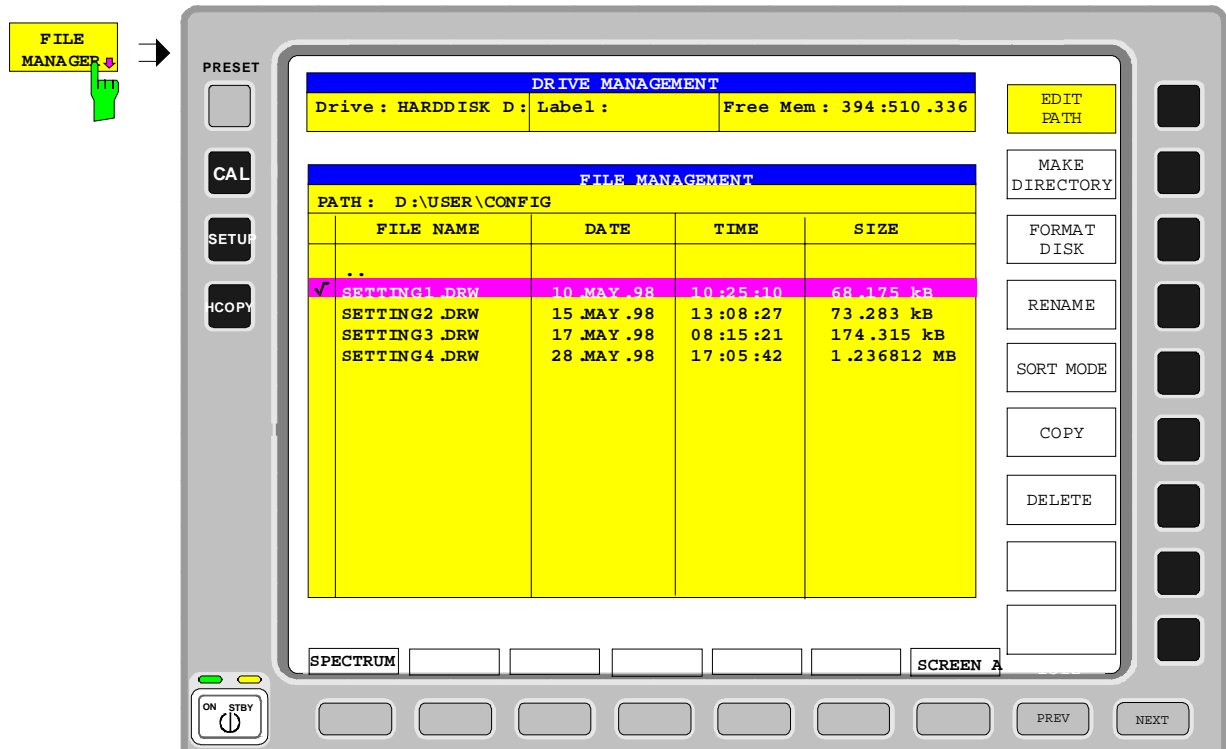 FILE
MANAGER
PRESET
CAL
SETUP
HCOPY
DRIVE MANAGEMENT
Drive: HARDDISK D: Label: Free Mem: 394:510.336
FILE MANAGEMENT
PATH: D:\USER\CONFIG
FILE NAME DATE TIME SIZE
..
√ SETTING1.DRW 10.MAY.98 10:25:10 68.175 kB
SETTING2.DRW 15.MAY.98 13:08:27 73.283 kB
SETTING3.DRW 17.MAY.98 08:15:21 174.315 kB
SETTING4.DRW 28.MAY.98 17:05:42 1.236812 MB
EDIT
PATH
MAKE
DIRECTORY
FORMAT
DISK
RENAME
SORT MODE
COPY
DELETE
SPECTRUM
SCREEN A
ON STBY
PREV
NEXT